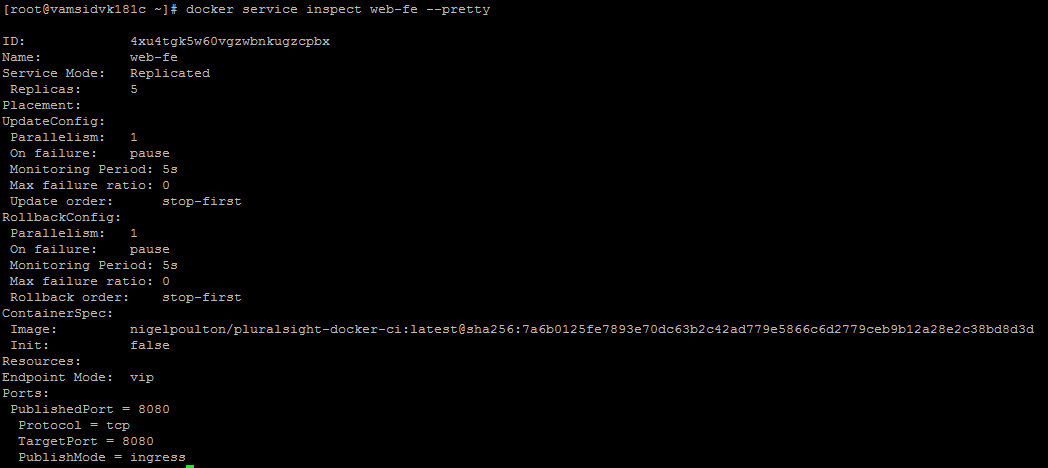 [root@vamsidvk181c ~]# docker service inspect web-fe --pretty
ID:             4xu4tgk5w60vgzwbnkugzcpbx
Name:           web-fe
Service Mode:   Replicated
 Replicas:      5
Placement:
UpdateConfig:
 Parallelism:   1
 On failure:    pause
 Monitoring Period: 5s
 Max failure ratio: 0
 Update order:      stop-first
RollbackConfig:
 Parallelism:   1
 On failure:    pause
 Monitoring Period: 5s
 Max failure ratio: 0
 Rollback order:    stop-first
ContainerSpec:
 Image:         nigelpoulton/pluralsight-docker-ci:latest@sha256:7a6b0125fe7893e70dc63b2c42ad779e5866c6d2779ceb9b12a28e2c38bd8d3d
 Init:          false
Resources:
Endpoint Mode:  vip
Ports:
 PublishedPort = 8080
  Protocol = tcp
  TargetPort = 8080
  PublishMode = ingress